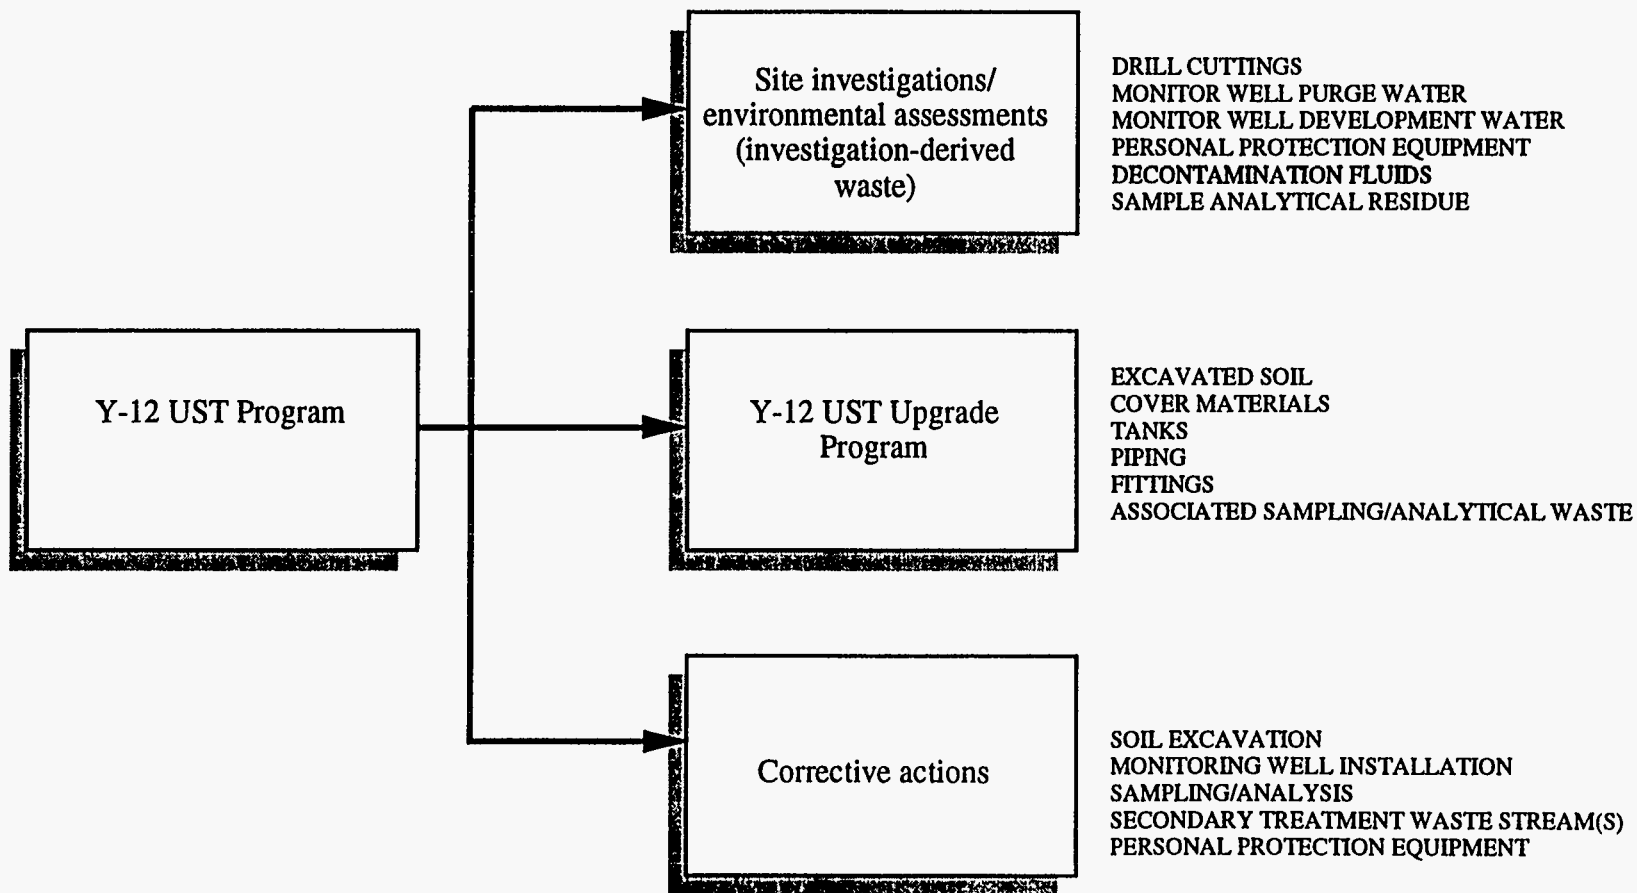 Site investigations/
environmental assessments
(investigation-derived
waste)
DRILL CUTTINGS
MONITOR WELL PURGE WATER
MONITOR WELL DEVELOPMENT WATER
PERSONAL PROTECTION EQUIPMENT
DECONTAMINATION FLUIDS
SAMPLE ANALYTICAL RESIDUE
Y-12 UST Program
Y-12 UST Upgrade
Program
EXCAVATED SOIL
COVER MATERIALS
TANKS
PIPING
FITTINGS
ASSOCIATED SAMPLING/ANALYTICAL WASTE
Corrective actions
SOIL EXCAVATION
MONITORING WELL INSTALLATION
SAMPLING/ANALYSIS
SECONDARY TREATMENT WASTE STREAM(S)
PERSONAL PROTECTION EQUIPMENT